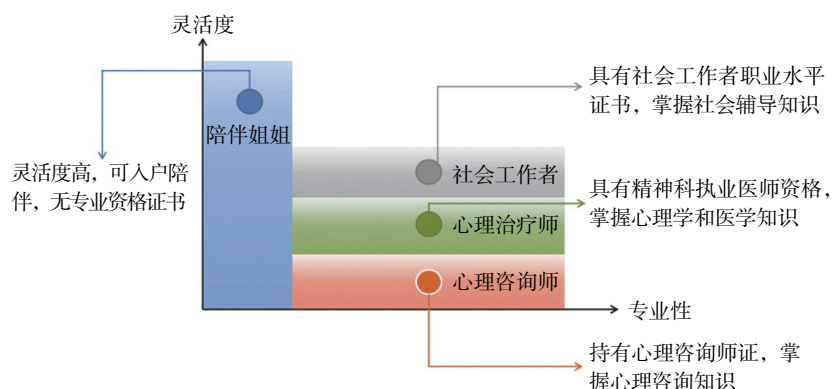 灵活度
具有社会工作者职业水平
证书，掌握社会辅导知识
陪伴姐姐
灵活度高，可入户陪
伴，无专业资格证书
社会工作者
具有精神科执业医师资格，
掌握心理学和医学知识
心理治疗师
心理咨询师
专业性
持有心理咨询师证，掌
握心理咨询知识